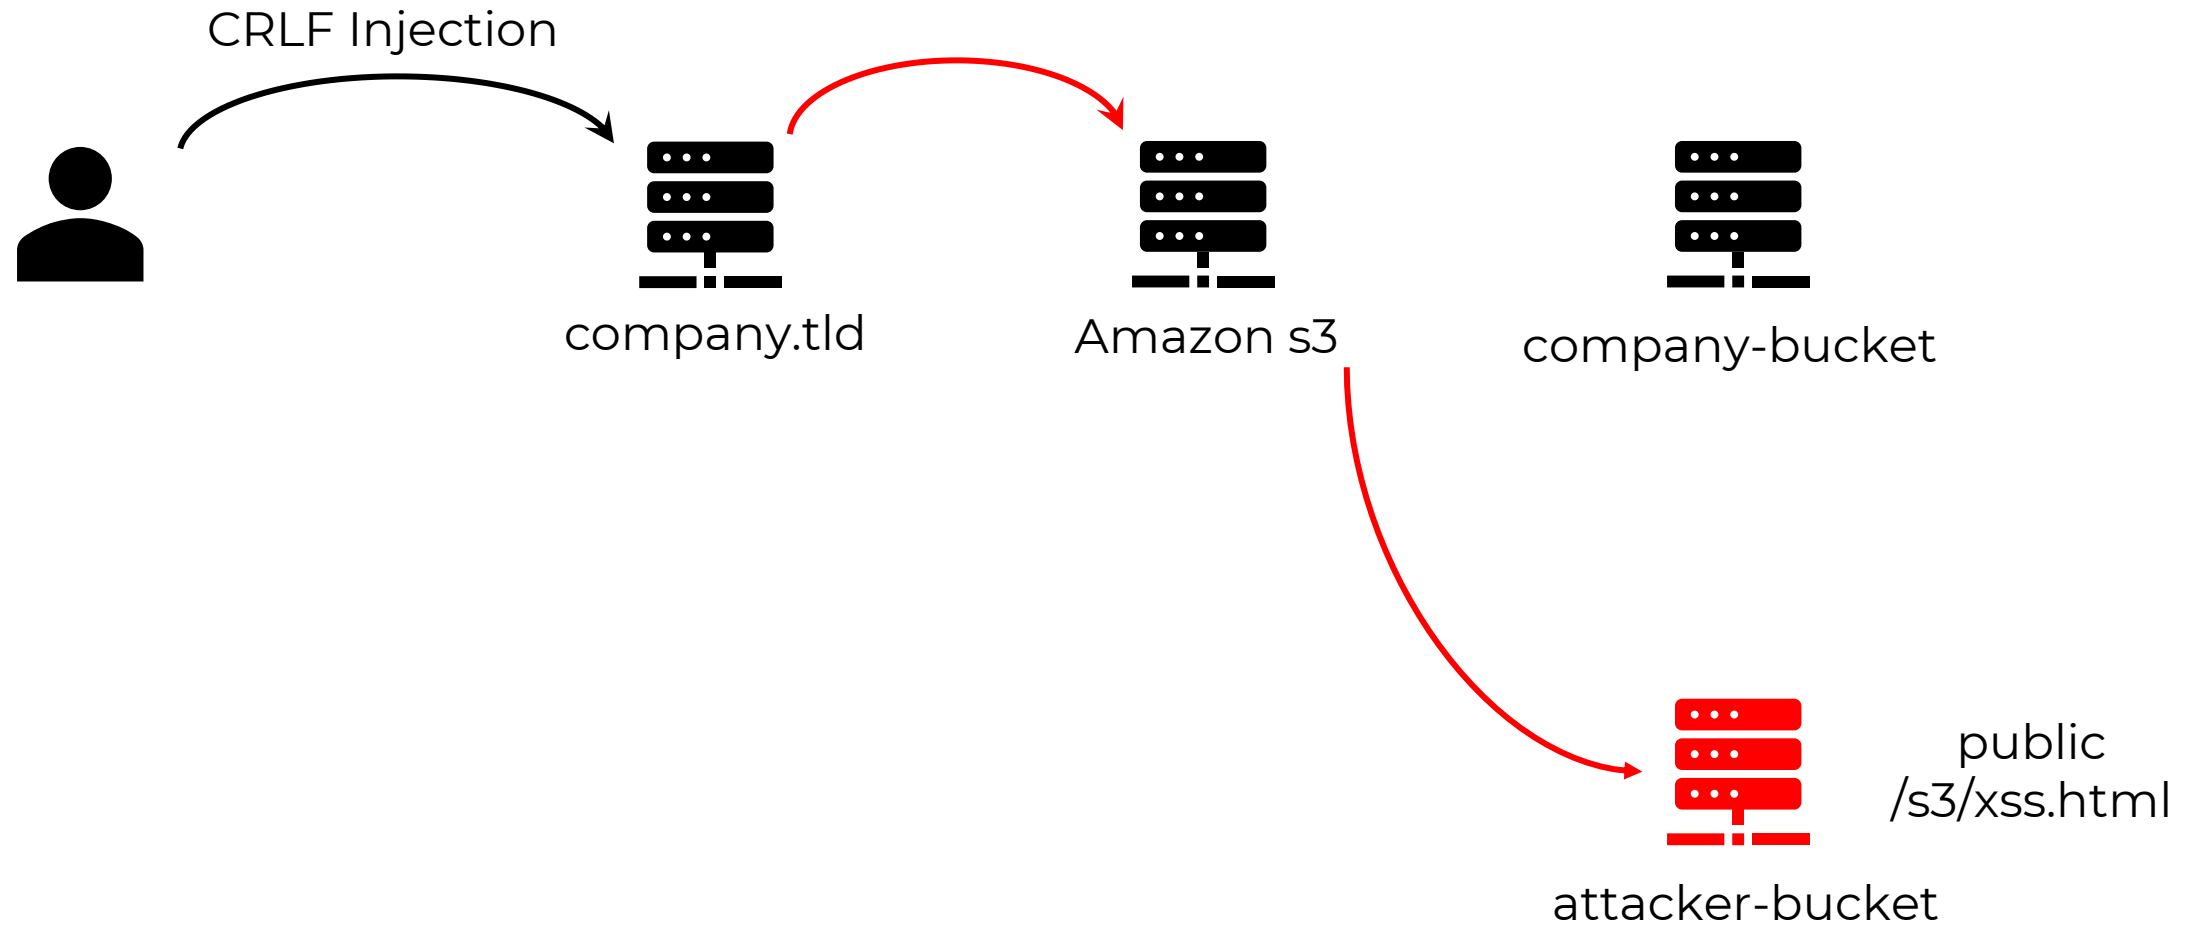 CRLF Injection
company.tld
Amazon s3
company-bucket
public
/s3/xss.html
attacker-bucket